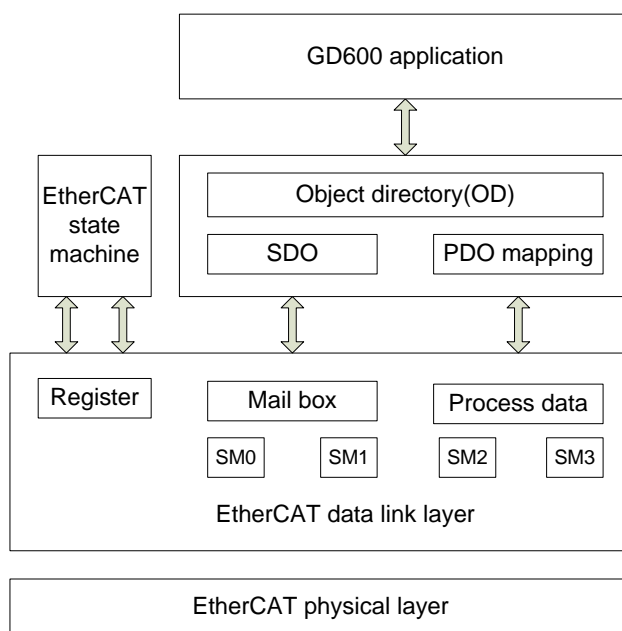 GD600 application
EtherCAT
state
machine
Object directory(OD)
SDO
PDO mapping
Register
Mail box
Process data
SM0
SM1
SM2
SM3
EtherCAT data link layer
EtherCAT physical layer